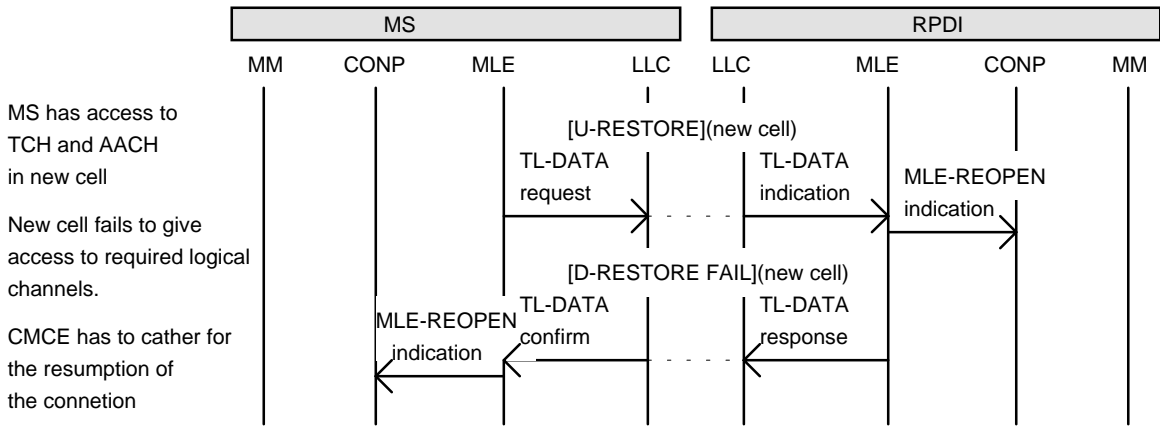 MS RPDI
MM CONP MLE LLC LLC MLE CONP MM
MS has access to
TCH and AACH
in new cell
[U-RESTORE](new cell)
TL-DATA
request
TL-DATA
indication
MLE-REOPEN
indication
New cell fails to give
access to required logical
channels.
[D-RESTORE FAIL](new cell)
TL-DATA
confirm
TL-DATA
response
MLE-REOPEN
indication
CMCE has to cather for
the resumption of
the connetion